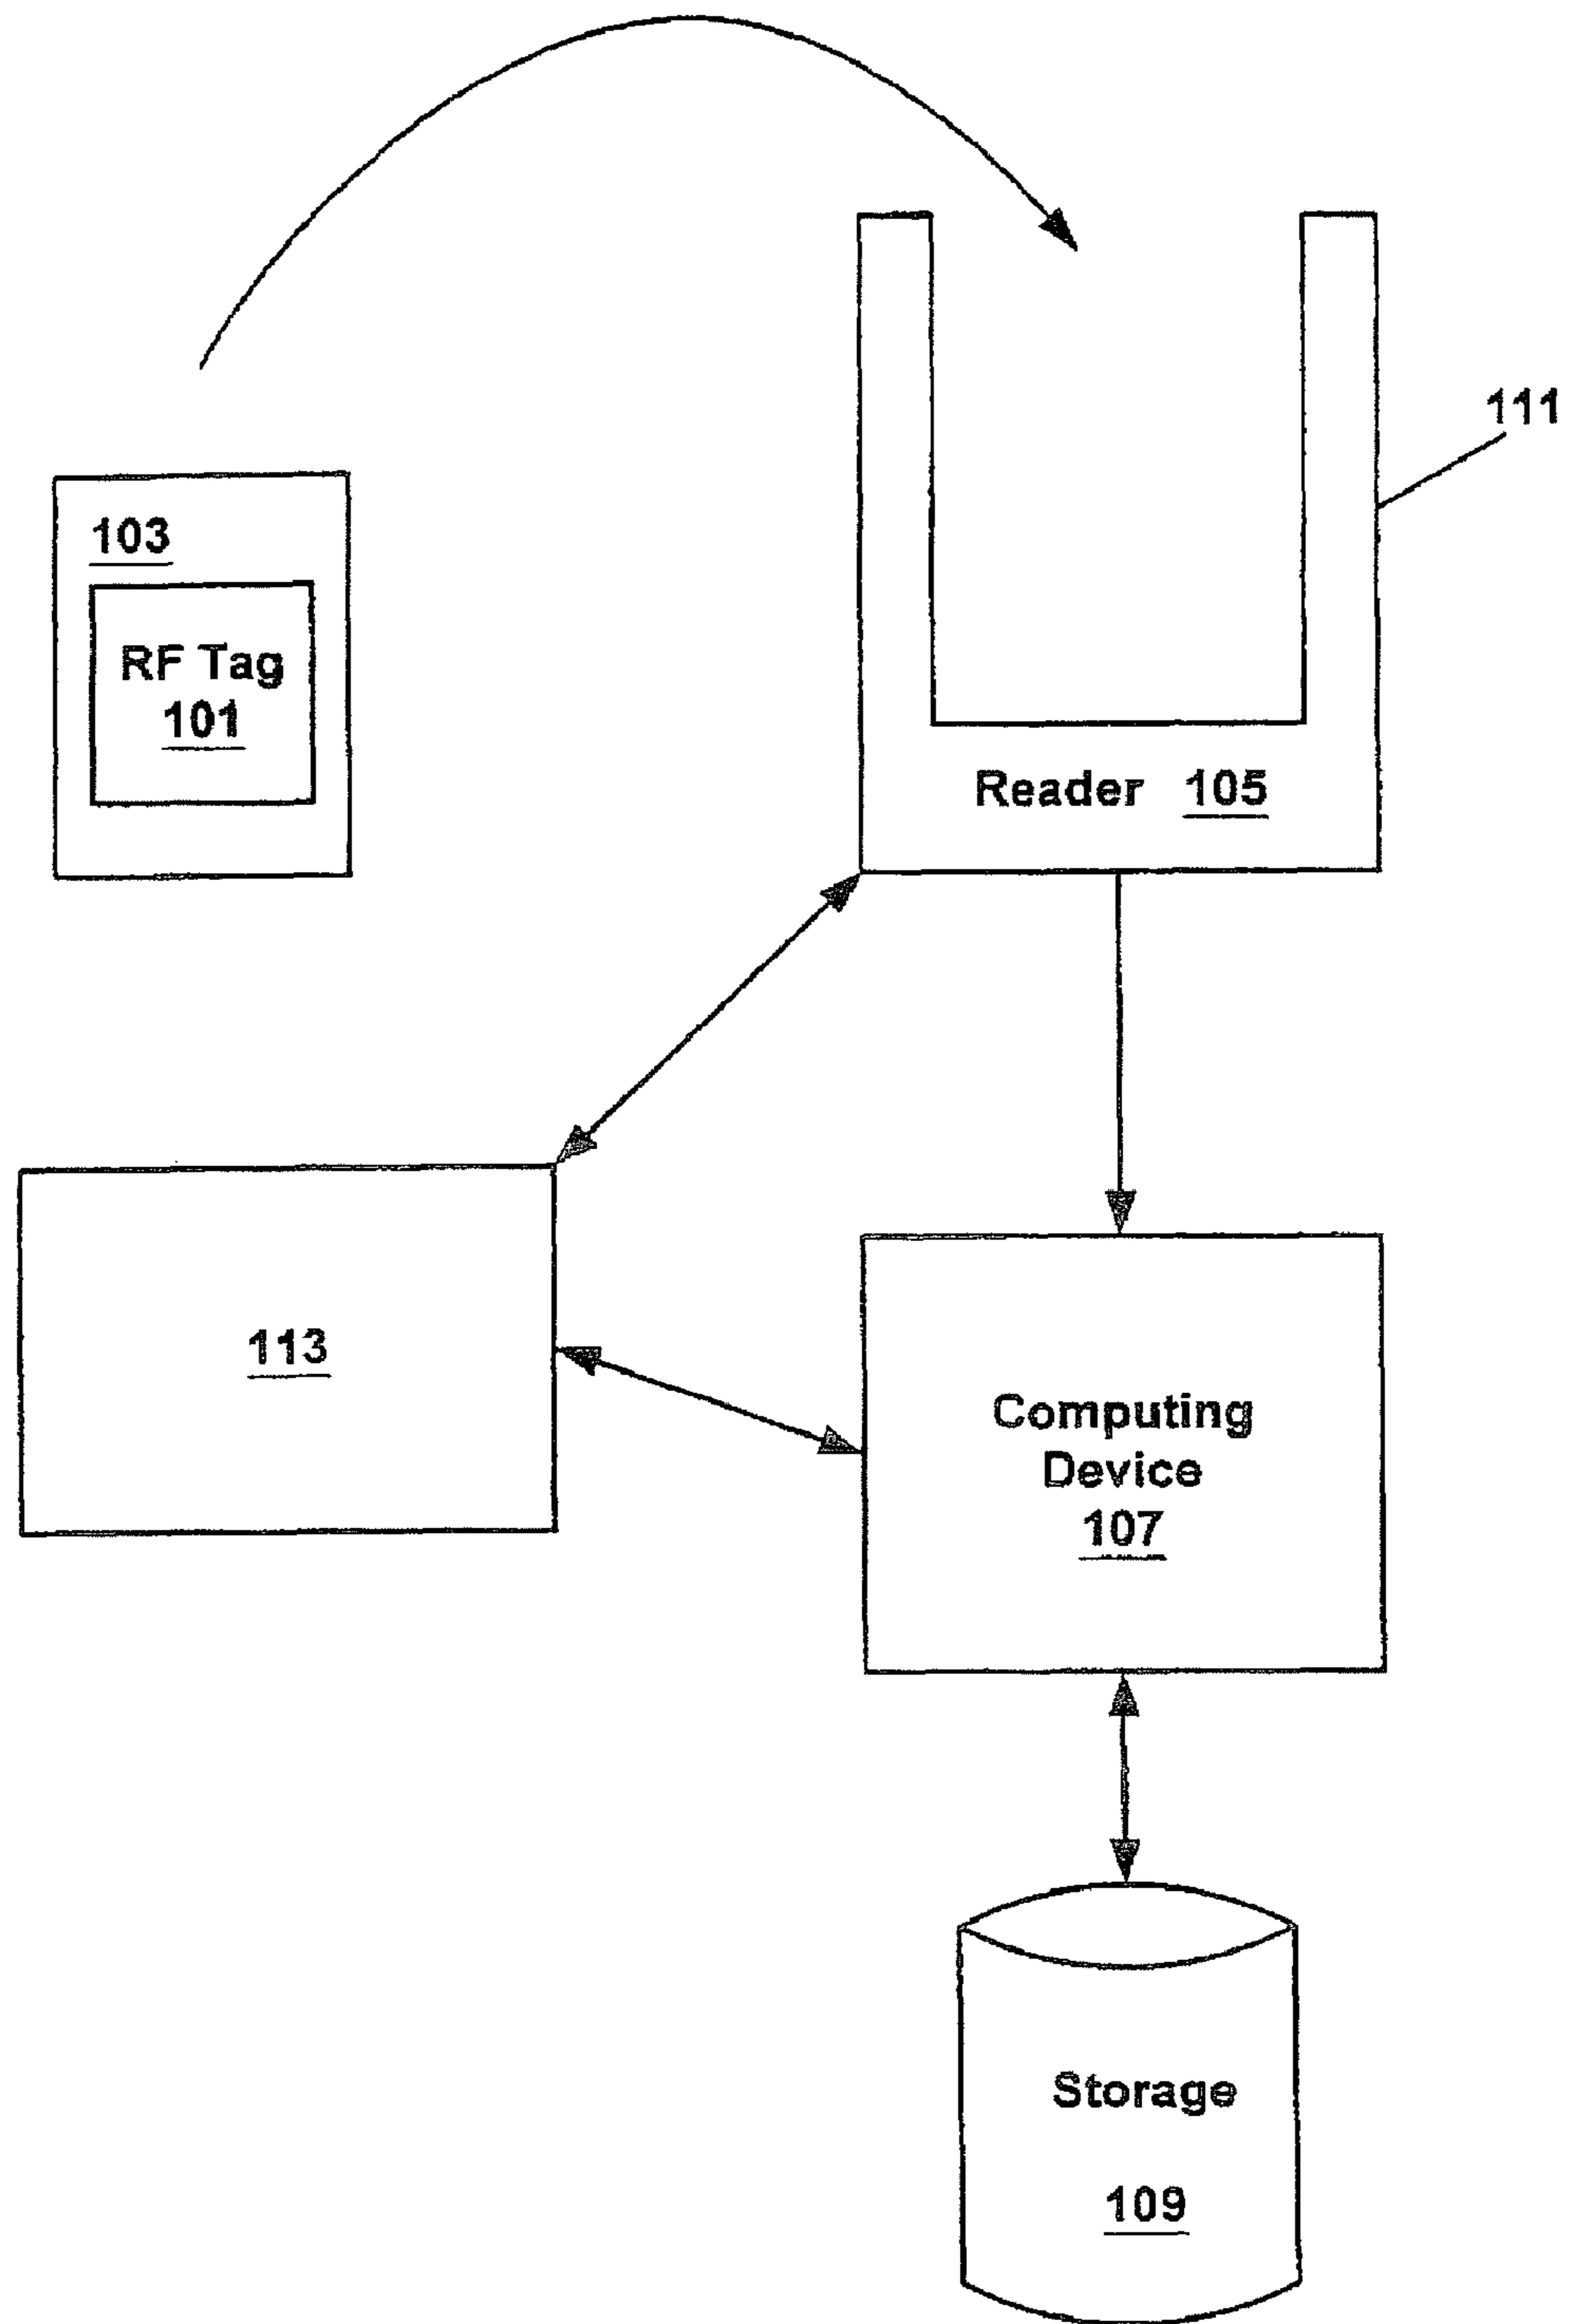 111
103
RF Tag
101
Reader 105
113
Computing
Device
107
Storage
109